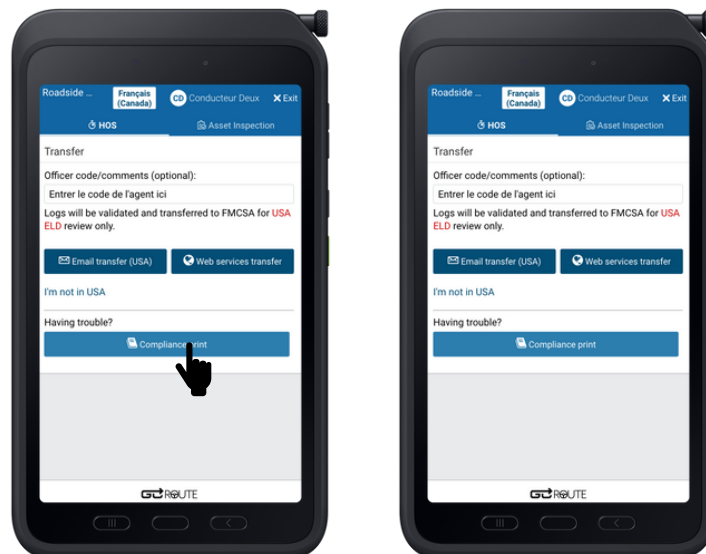 Roadside ...
Français
(Canada)
CD Conducteur Deux
X Exit
HOS
Asset Inspection
Transfer
Officer code/comments (optional):
Entrer le code de l'agent ici
Logs will be validated and transferred to FMCSA for USA
ELD review only.
Email transfer (USA)
Web services transfer
I'm not in USA
Having trouble?
Compliance print
GO ROUTE
Roadside ...
Français
(Canada)
CD Conducteur Deux
X Exit
HOS
Asset Inspection
Transfer
Officer code/comments (optional):
Entrer le code de l'agent ici
Logs will be validated and transferred to FMCSA for USA
ELD review only.
Email transfer (USA)
Web services transfer
I'm not in USA
Having trouble?
Compliance print
GO ROUTE